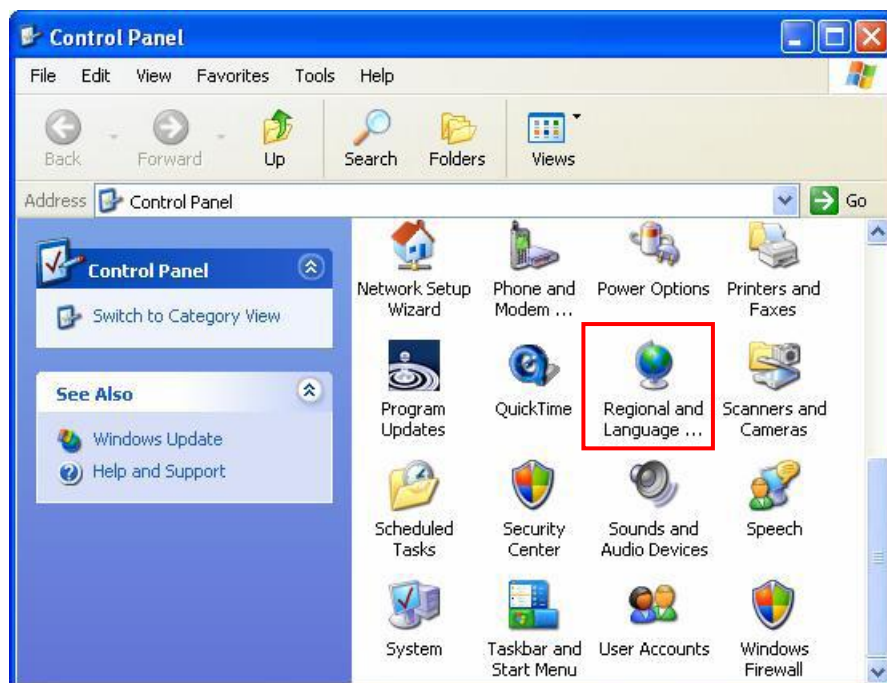 Control Panel
File Edit View Favorites Tools Help
Back Forward Up Search Folders Views
Address Control Panel Go
Control Panel
Switch to Category View
See Also
Windows Update
Help and Support
Network Setup Wizard
Phone and Modem ...
Power Options
Printers and Faxes
Program Updates
QuickTime
Regional and Language ...
Scanners and Cameras
Scheduled Tasks
Security Center
Sounds and Audio Devices
Speech
System
Taskbar and Start Menu
User Accounts
Windows Firewall